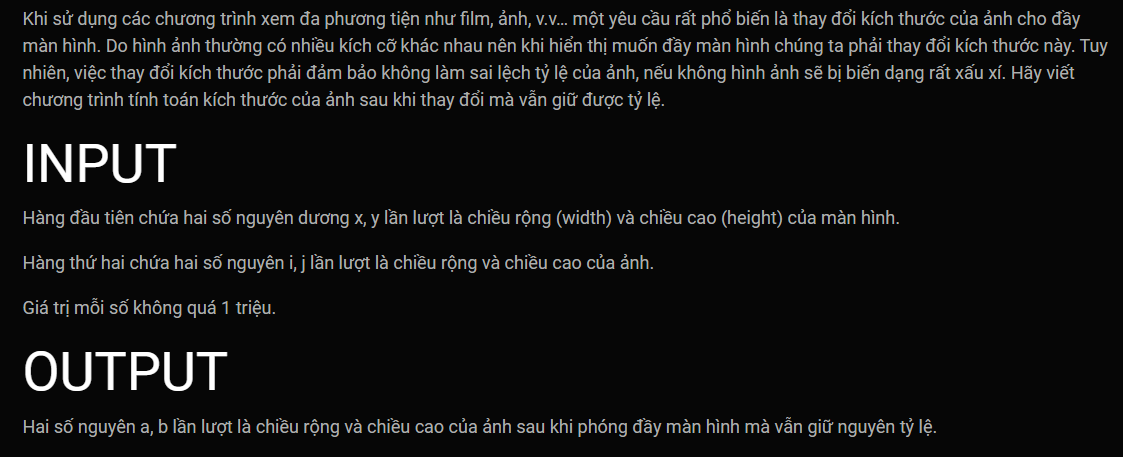 Khi sử dụng các chương trình xem đa phương tiện như film, ảnh, v.v… một yêu cầu rất phổ biến là thay đổi kích thước của ảnh cho đầy
màn hình. Do hình ảnh thường có nhiều kích cỡ khác nhau nên khi hiển thị muốn đầy màn hình chúng ta phải thay đổi kích thước này. Tuy
nhiên, việc thay đổi kích thước phải đảm bảo không làm sai lệch tỷ lệ của ảnh, nếu không hình ảnh sẽ bị biến dạng rất xấu xí. Hãy viết
chương trình tính toán kích thước của ảnh sau khi thay đổi mà vẫn giữ được tỷ lệ.
INPUT
Hàng đầu tiên chứa hai số nguyên dương x, y lần lượt là chiều rộng (width) và chiều cao (height) của màn hình.
Hàng thứ hai chứa hai số nguyên i, j lần lượt là chiều rộng và chiều cao của ảnh.
Giá trị mỗi số không quá 1 triệu.
OUTPUT
Hai số nguyên a, b lần lượt là chiều rộng và chiều cao của ảnh sau khi phóng đầy màn hình mà vẫn giữ nguyên tỷ lệ.